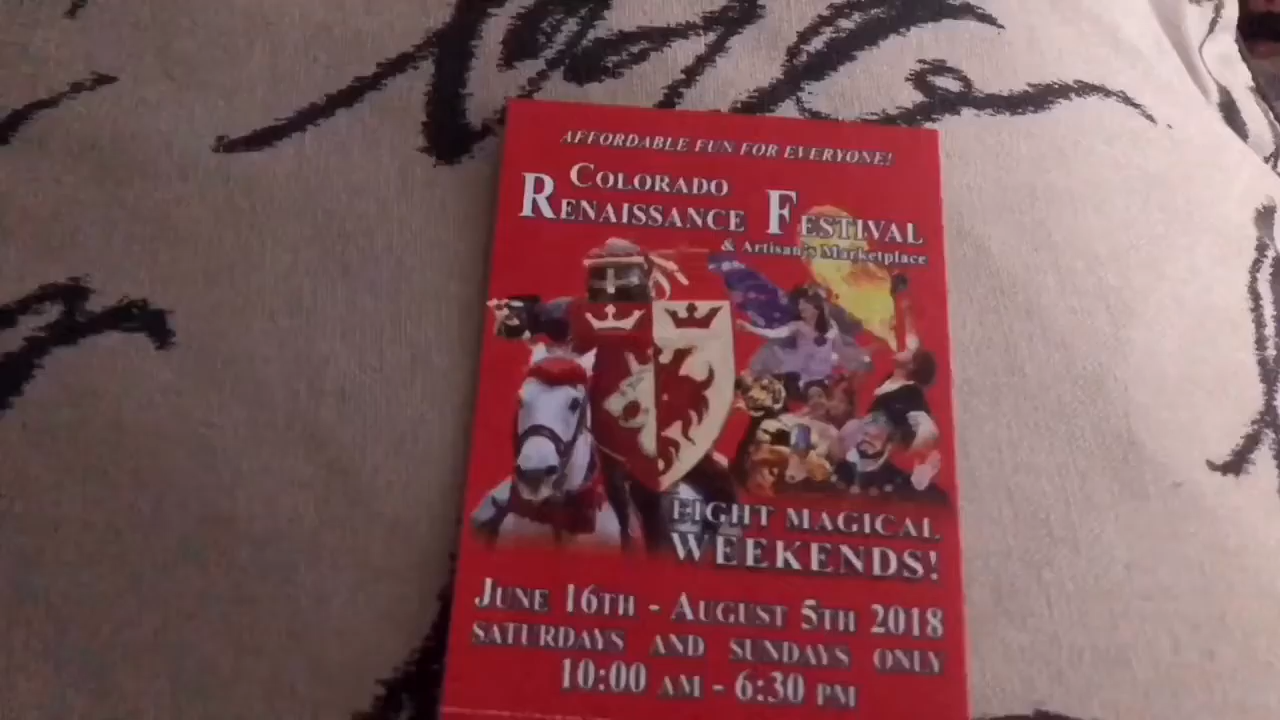 AFFORDABLE FUN FOR EVERYONE!
COLORADO
RENAISSANCE FESTIVAL
& Artisan's Marketplace
EIGHT MAGICAL
WEEKENDS!
JUNE 16TH - AUGUST 5TH 2018
SATURDAYS AND SUNDAYS ONLY
10:00 AM - 6:30 PM